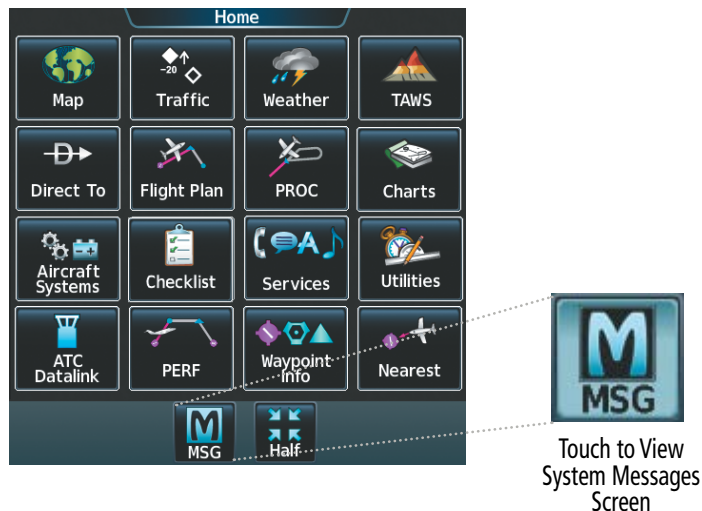 Home
-20
Map
Traffic
Weather
TAWS
D
Direct To
Flight Plan
PROC
Charts
A
Aircraft
Systems
Checklist
Services
Utilities
ATC
Datalink
PERF
Waypoint
Info
Nearest
M
MSG
Half
M
MSG
Touch to View
System Messages
Screen